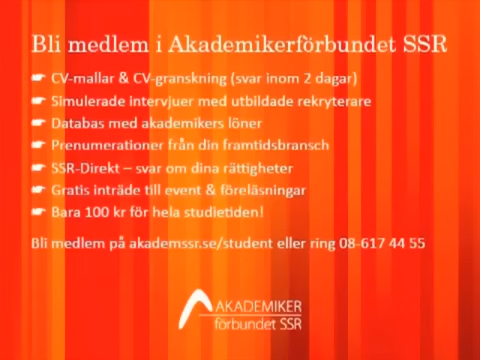 Bli medlem i Akademikerförbundet SSR
CV-mallar & CV-granskning (svar inom 2 dagar)
Simulerade intervjuer med utbildade rekryterare
Databas med akademikers löner
Prenumerationer från din framtidsbransch
SSR-Direkt – svar om dina rättigheter
Gratis inträde till event & föreläsningar
Bara 100 kr för hela studietiden!
Bli medlem på akademssr.se/student eller ring 08-617 44 55
AKADEMIKER
förbundet SSR